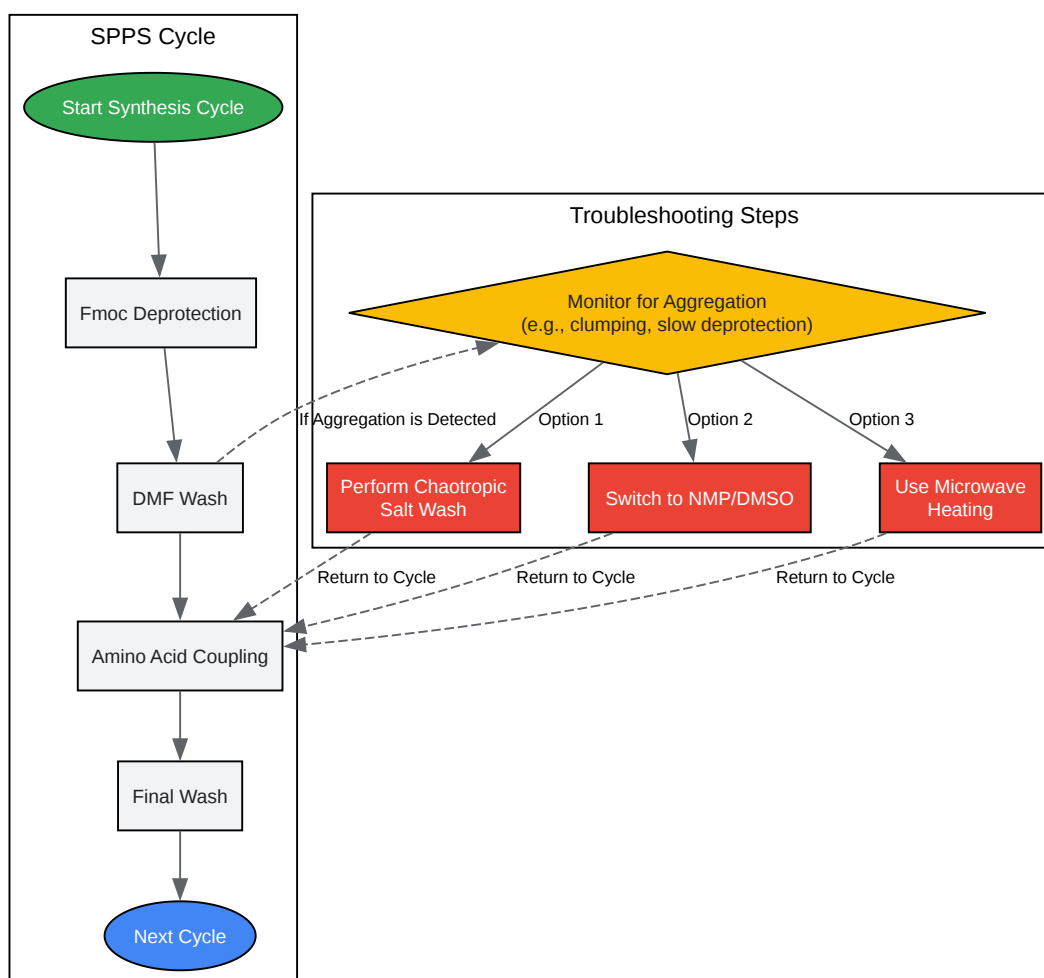 SPPS Cycle
Start Synthesis Cycle
Troubleshooting Steps
Fmoc Deprotection
Monitor for Aggregation
(e.g., clumping, slow deprotection)
If Aggregation is Detected
Option 1
Option 2
Option 3
DMF Wash
Perform Chaotropic
Salt Wash
Switch to NMP/DMSO
Use Microwave
Heating
Return to Cycle
Return to Cycle
Return to Cycle
Amino Acid Coupling
Final Wash
Next Cycle